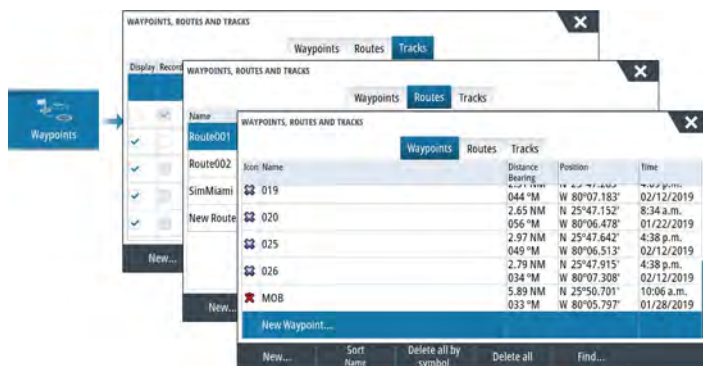 WAYPOINTS, ROUTES AND TRACKS
Waypoints Routes Tracks
Display Record
New...
Waypoints
WAYPOINTS, ROUTES AND TRACKS
Waypoints Routes Tracks
Name
Route001
Route002
SimMiami
New Route
New...
WAYPOINTS, ROUTES AND TRACKS
Waypoints Routes Tracks
Icon Name Distance Position Time
Bearing
019 044 °M W 80°07.183' 02/12/2019
2.65 NM N 25°47.152' 8:34 a.m.
020 056 °M W 80°06.478' 01/22/2019
2.97 NM N 25°47.642' 4:38 p.m.
025 049 °M W 80°06.513' 02/12/2019
2.79 NM N 25°47.915' 4:38 p.m.
026 034 °M W 80°07.308' 02/12/2019
5.89 NM N 25°50.701' 10:06 a.m.
MOB 033 °M W 80°05.797' 01/28/2019
New Waypoint...
New... Sort Name Delete all by symbol Delete all Find...